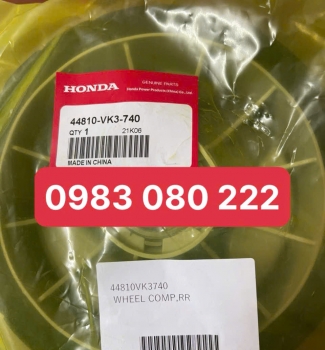 GENUINE PARTS
HONDA
Honda Power Products(China)Co., Ltd.
44810-VK3-740
QTY 1
21K06
MADE IN CHINA
0983 080 222
44810VK3740
WHEEL COMP,RR